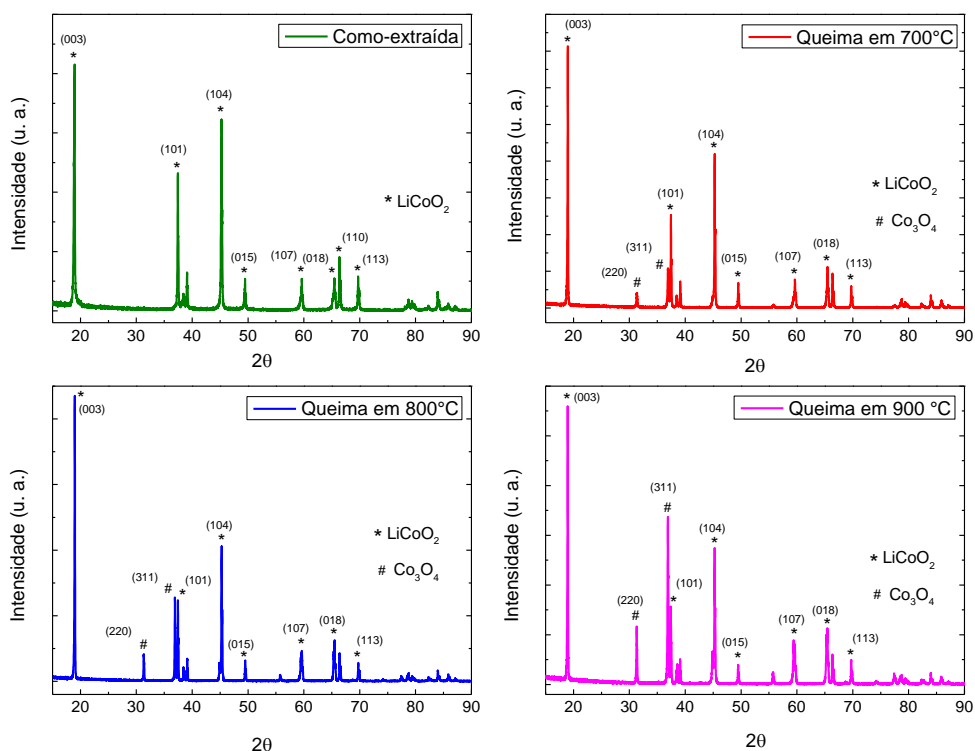 Como-extraída
(003)
*
(104)
*
(101)
*
* LiCoO2
(110)
*
(107) (018)
* *
(015)
*
(113)
*
Intensidade (u. a.)
20 30 40 50 60 70 80 90
2θ
Queima em 700°C
*
(003)
(104)
*
(101)
*
* LiCoO2
# Co3O4
(311)
#
(220)
#
(015)
*
(107)
*
(018)
*
(113)
*
Intensidade (u. a.)
20 30 40 50 60 70 80 90
2θ
Queima em 800°C
*
(003)
(104)
*
* LiCoO2
# Co3O4
(311)
#
* (101)
(220)
#
(015)
*
(107)
*
(018)
*
(113)
*
Intensidade (u. a.)
20 30 40 50 60 70 80 90
2θ
Queima em 900 °C
* (003)
(311)
#
(104)
*
* LiCoO2
# Co3O4
(101)
*
(220)
#
(015)
*
(107)
*
(018)
*
(113)
*
Intensidade (u. a.)
20 30 40 50 60 70 80 90
2θ